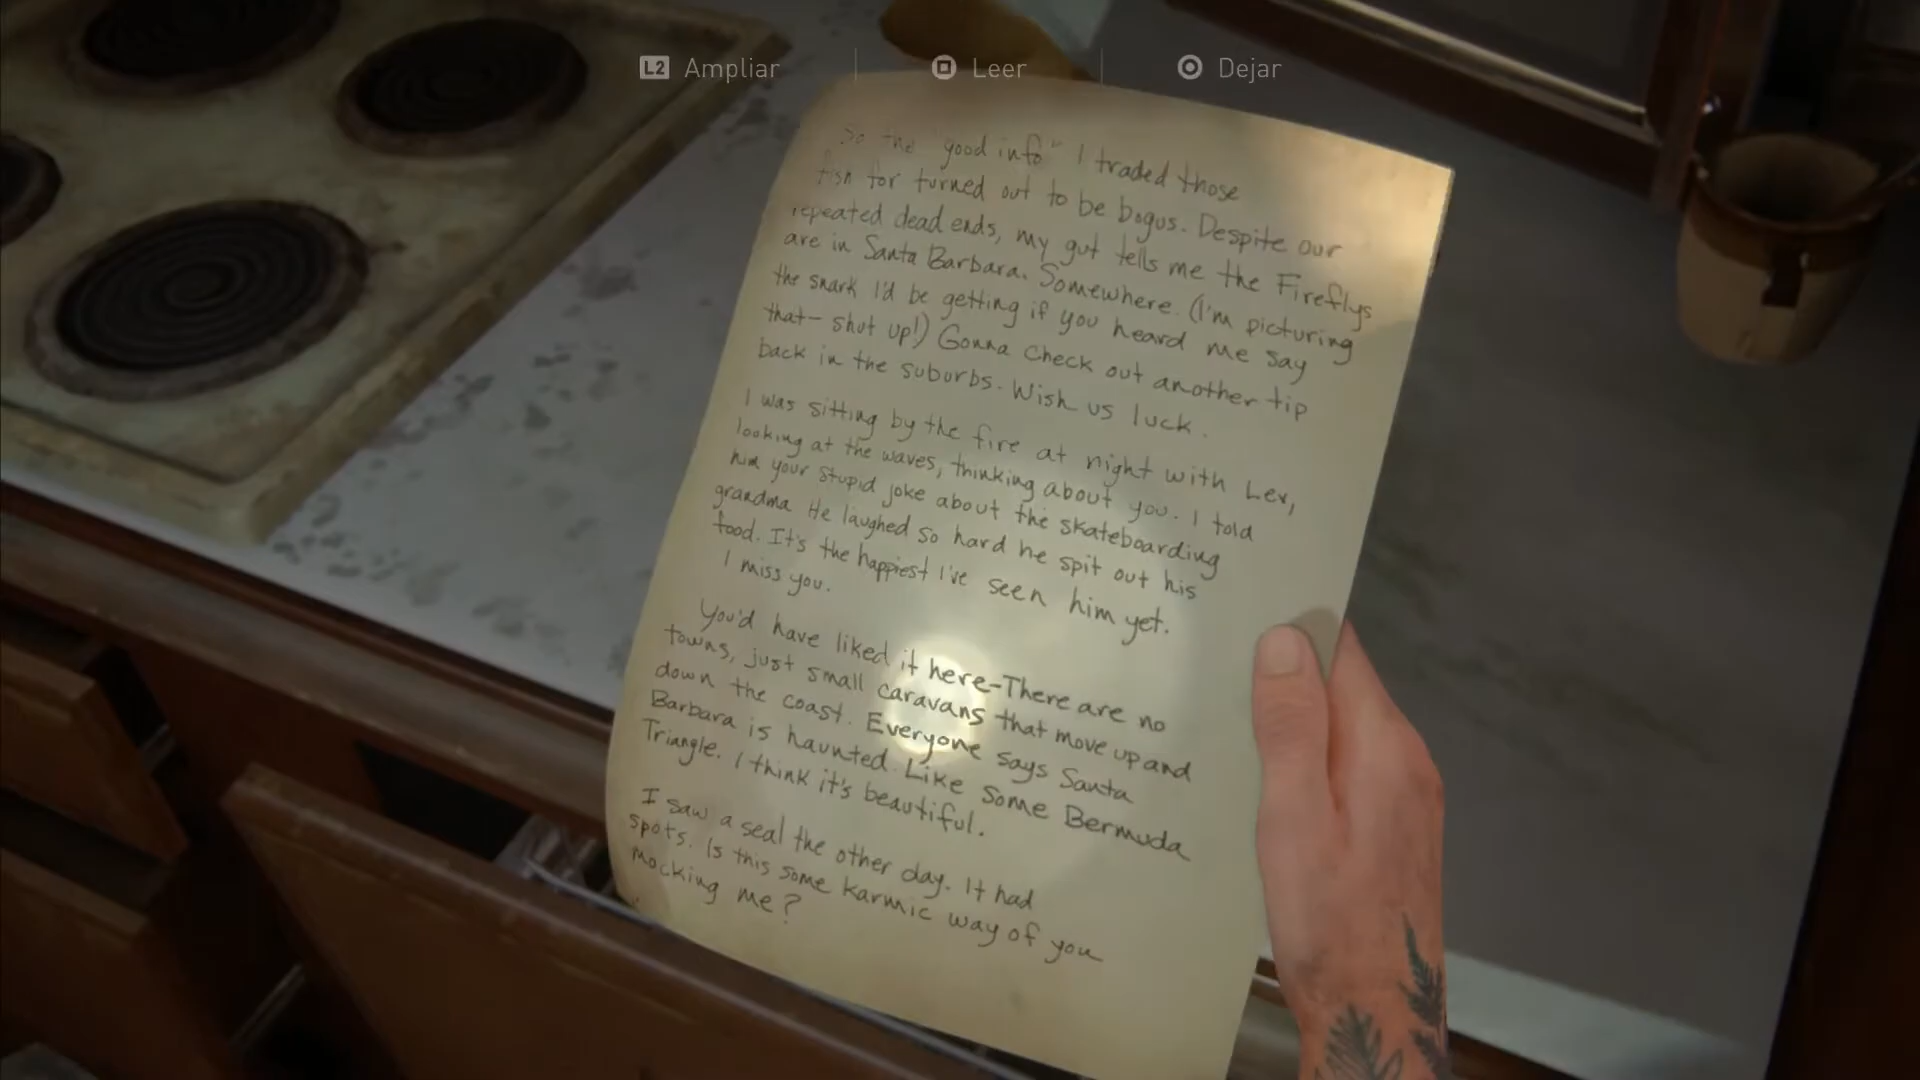 L2 Ampliar
Leer
Dejar
So the "good info" I traded those
fish for turned out to be bogus. Despite our
repeated dead ends, my gut tells me the Fireflys
are in Santa Barbara. Somewhere. (I'm picturing
the snark I'd be getting if you heard me say
that- shut up!) Gonna check out another tip
back in the suburbs. Wish us luck.
I was sitting by the fire at night with Lev,
looking at the waves, thinking about you. I told
him your stupid joke about the skateboarding
grandma. He laughed so hard he spit out his
food. It's the happiest I've seen him yet.
I miss you.
You'd have liked it here-There are no
towns, just small caravans that move up and
down the coast. Everyone says Santa
Barbara is haunted. Like some Bermuda
Triangle. I think it's beautiful.
I saw a seal the other day. It had
spots. Is this some karmic way of you
mocking me?